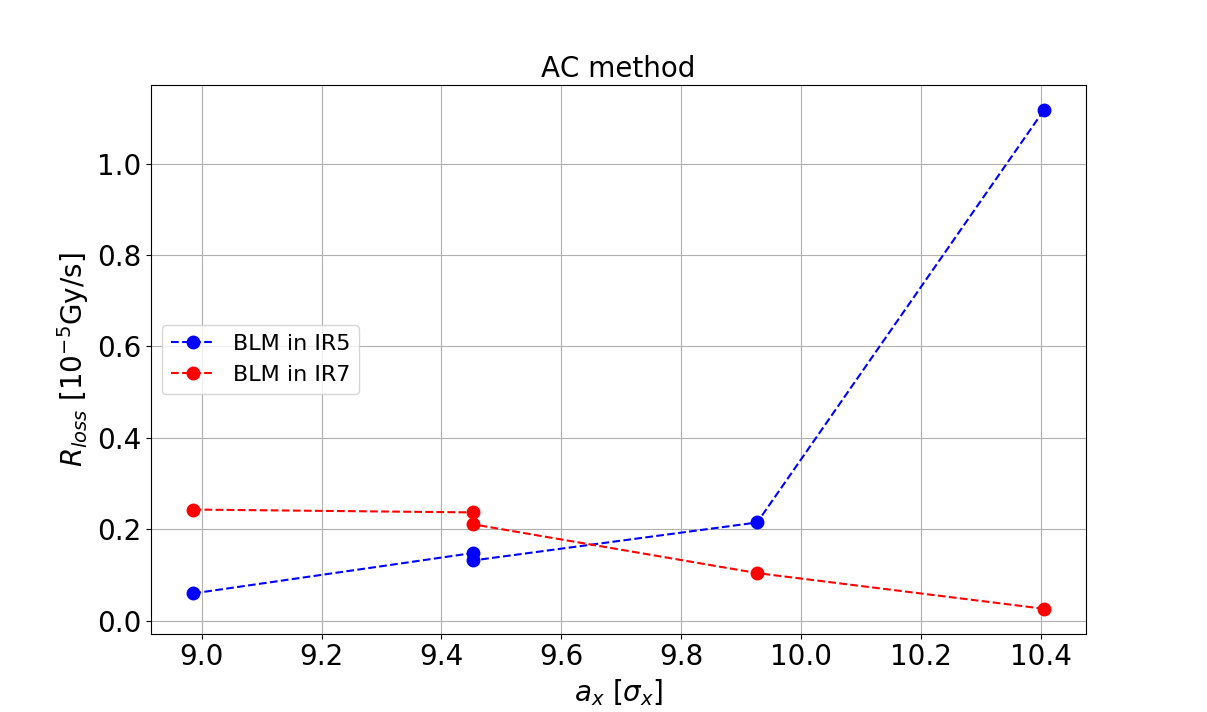 AC method
R_loss [10⁻⁵Gy/s]
1.0
0.8
0.6
0.4
0.2
0.0
BLM in IR5
BLM in IR7
9.0 9.2 9.4 9.6 9.8 10.0 10.2 10.4
aₓ [σₓ]